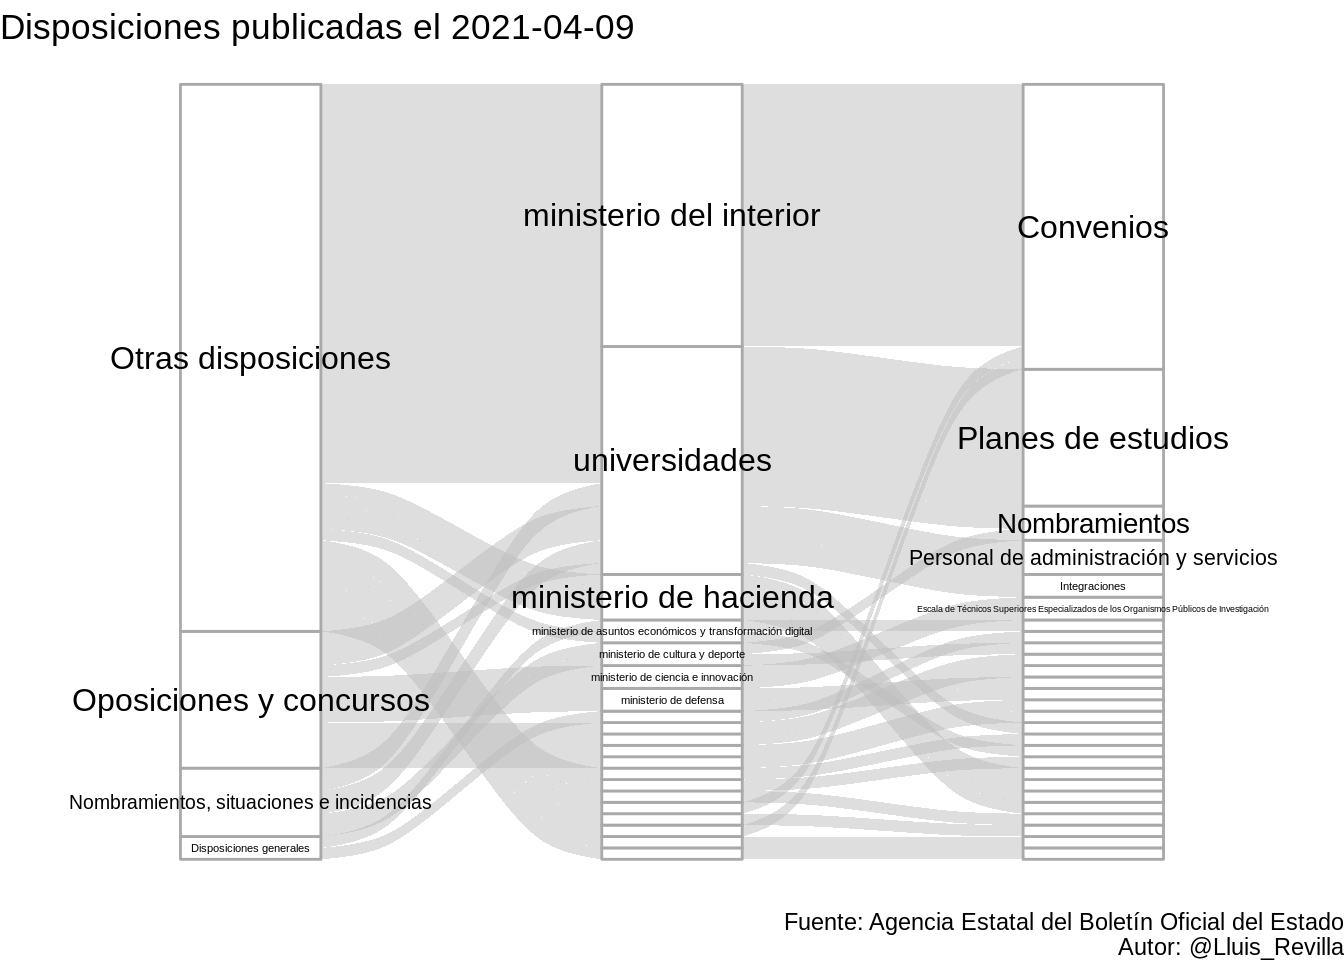 Disposiciones publicadas el 2021-04-09
Otras disposiciones
Oposiciones y concursos
Nombramientos, situaciones e incidencias
Disposiciones generales
ministerio del interior
universidades
ministerio de hacienda
ministerio de asuntos económicos y transformación digital
ministerio de cultura y deporte
ministerio de ciencia e innovación
ministerio de defensa
Convenios
Planes de estudios
Nombramientos
Personal de administración y servicios
Integraciones
Escala de Técnicos Superiores Especializados de los Organismos Públicos de Investigación
Fuente: Agencia Estatal del Boletín Oficial del Estado
Autor: @Lluis_Revilla